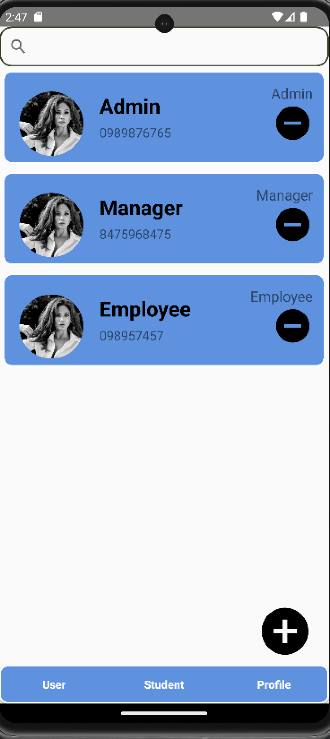 2:47
Admin
Admin
0989876765
Manager
Manager
8475968475
Employee
Employee
098957457
User Student Profile